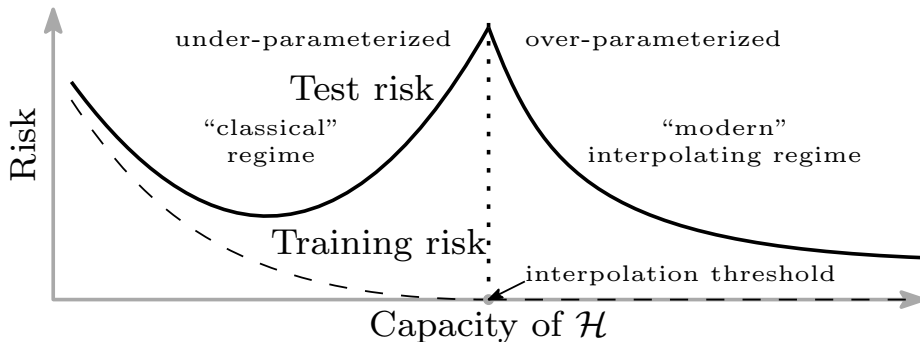 under-parameterized
over-parameterized
Test risk
“classical”
regime
“modern”
interpolating regime
Risk
Training risk
interpolation threshold
Capacity of ℋ